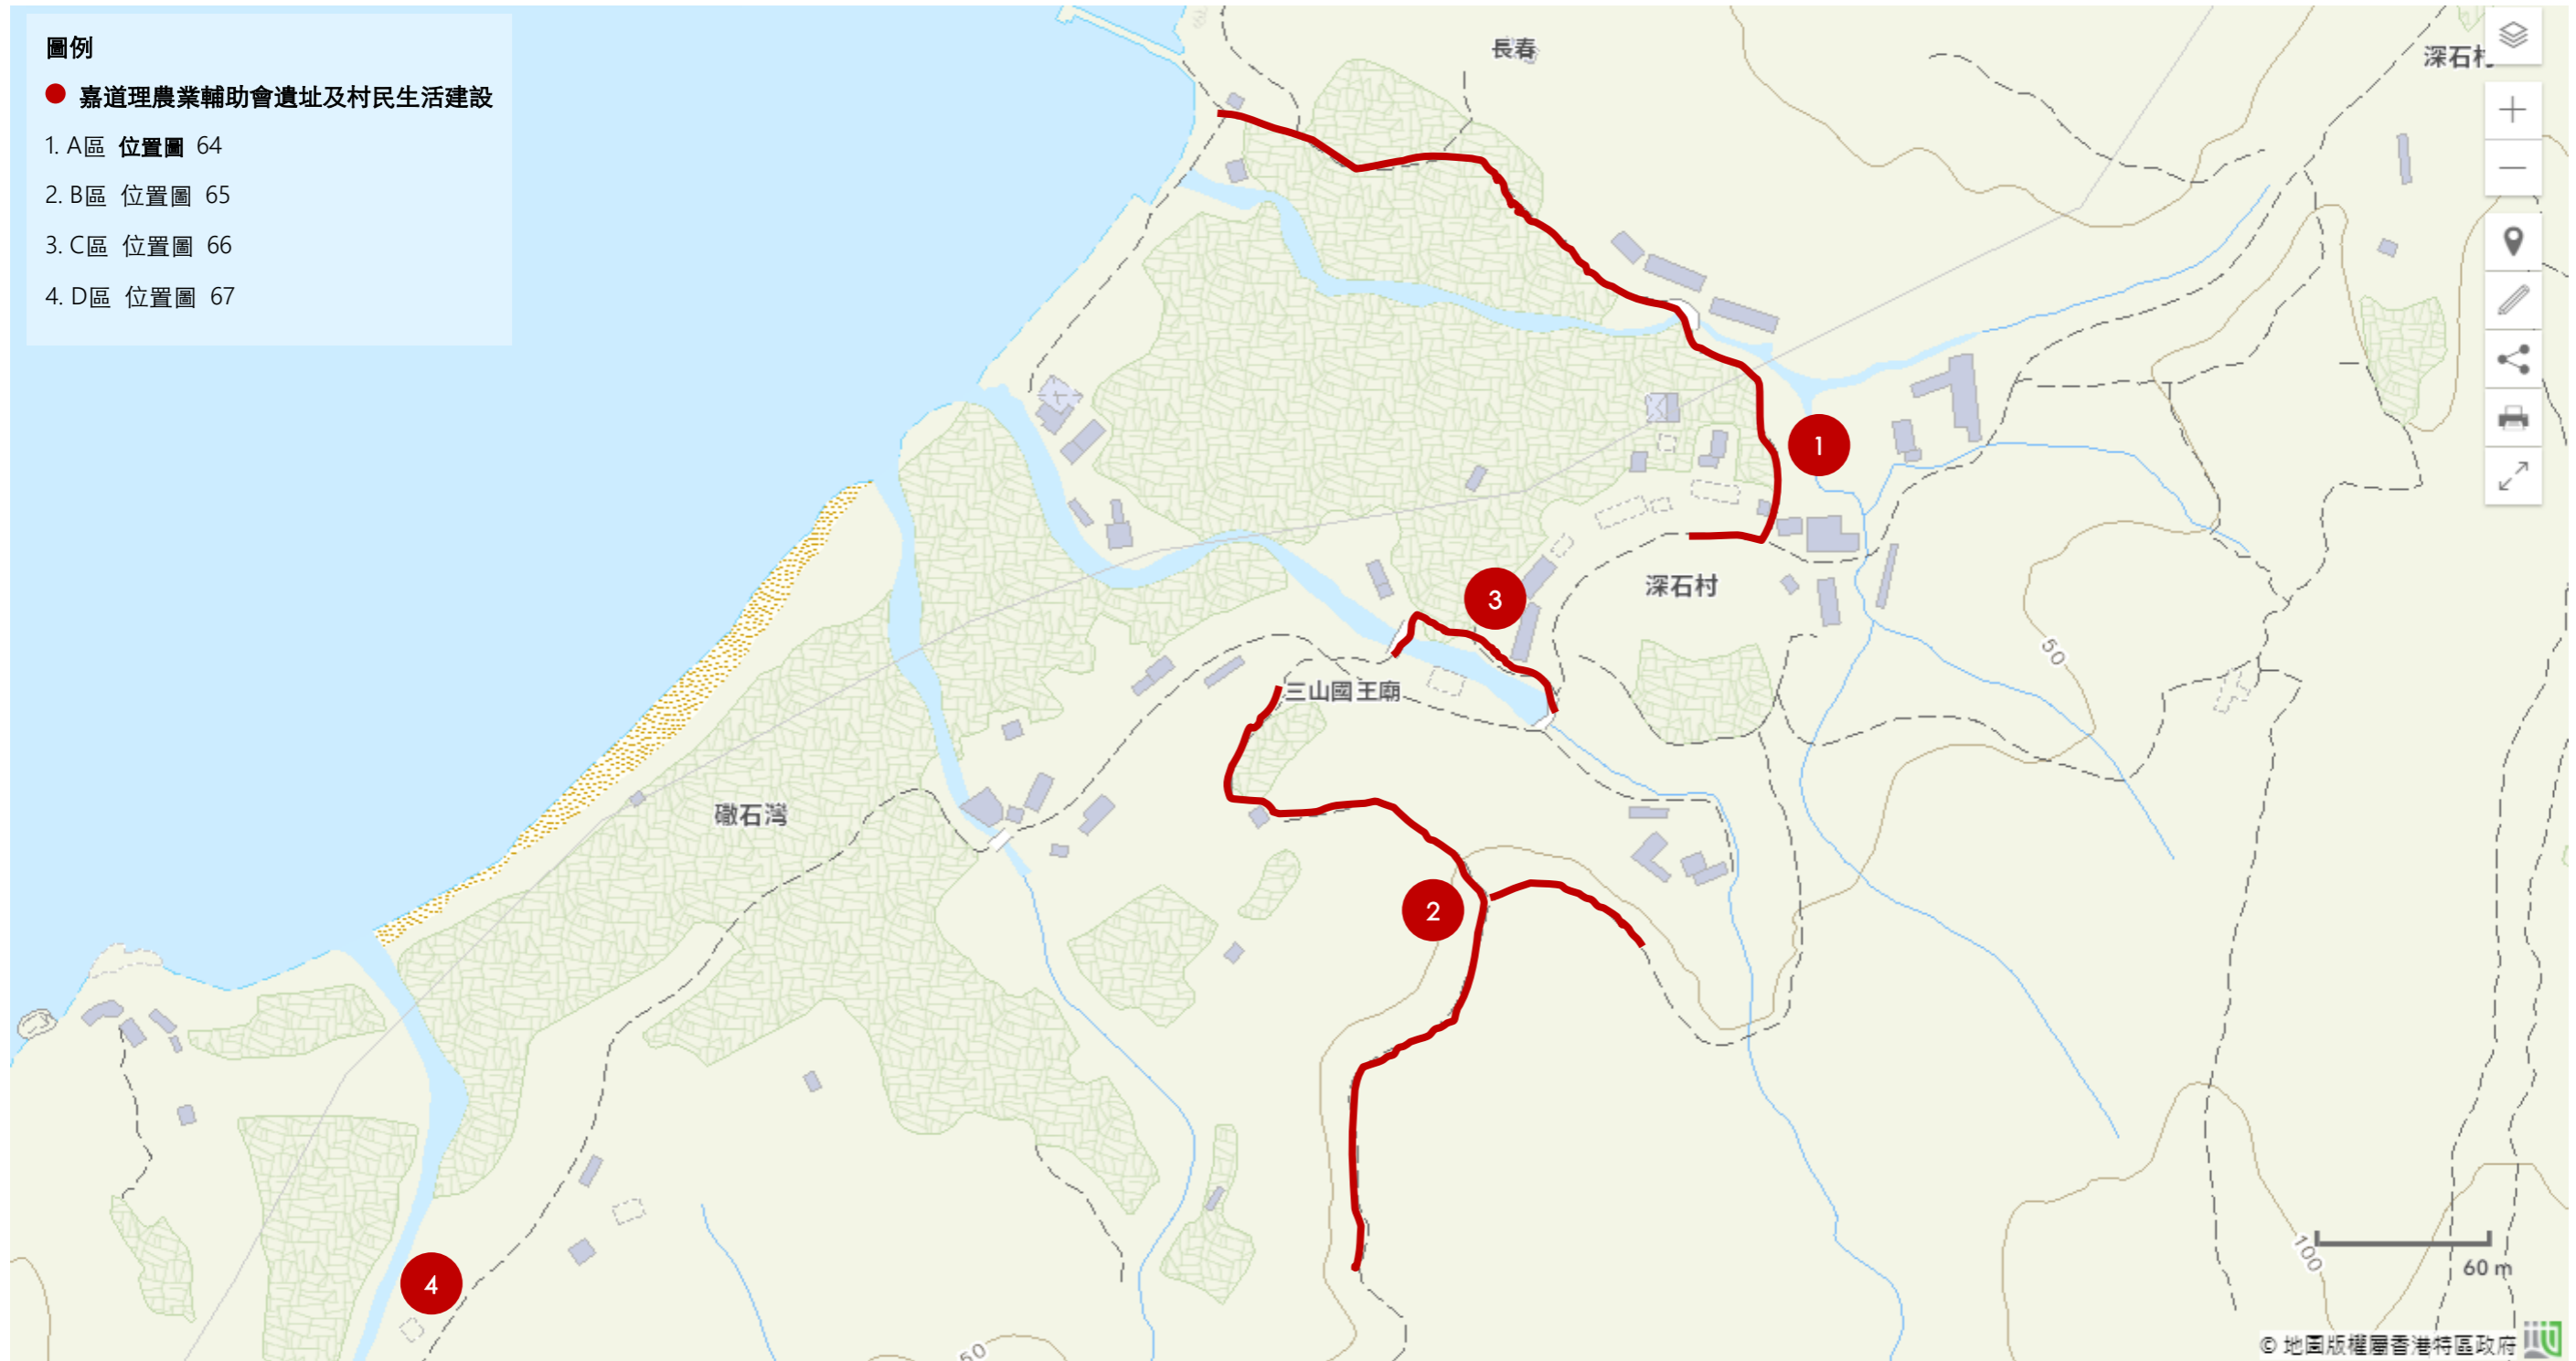 圖例
嘉道理農業輔助會遺址及村民生活建設
1. A區 位置圖 64
2. B區 位置圖 65
3. C區 位置圖 66
4. D區 位置圖 67
長春
深石村
1
3
深石村
50
三山國王廟
礮石灣
2
4
100
60 m
50
© 地圖版權屬香港特區政府